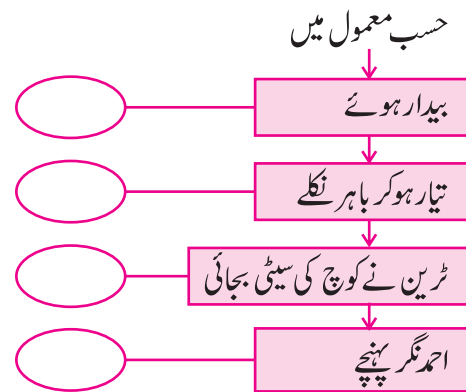 حسب معمول میں
بیدار ہوئے
تیار ہو کر باہر نکلے
ٹرین نے کوچ کی سیٹی بجائی
احمد نگر پہنچے